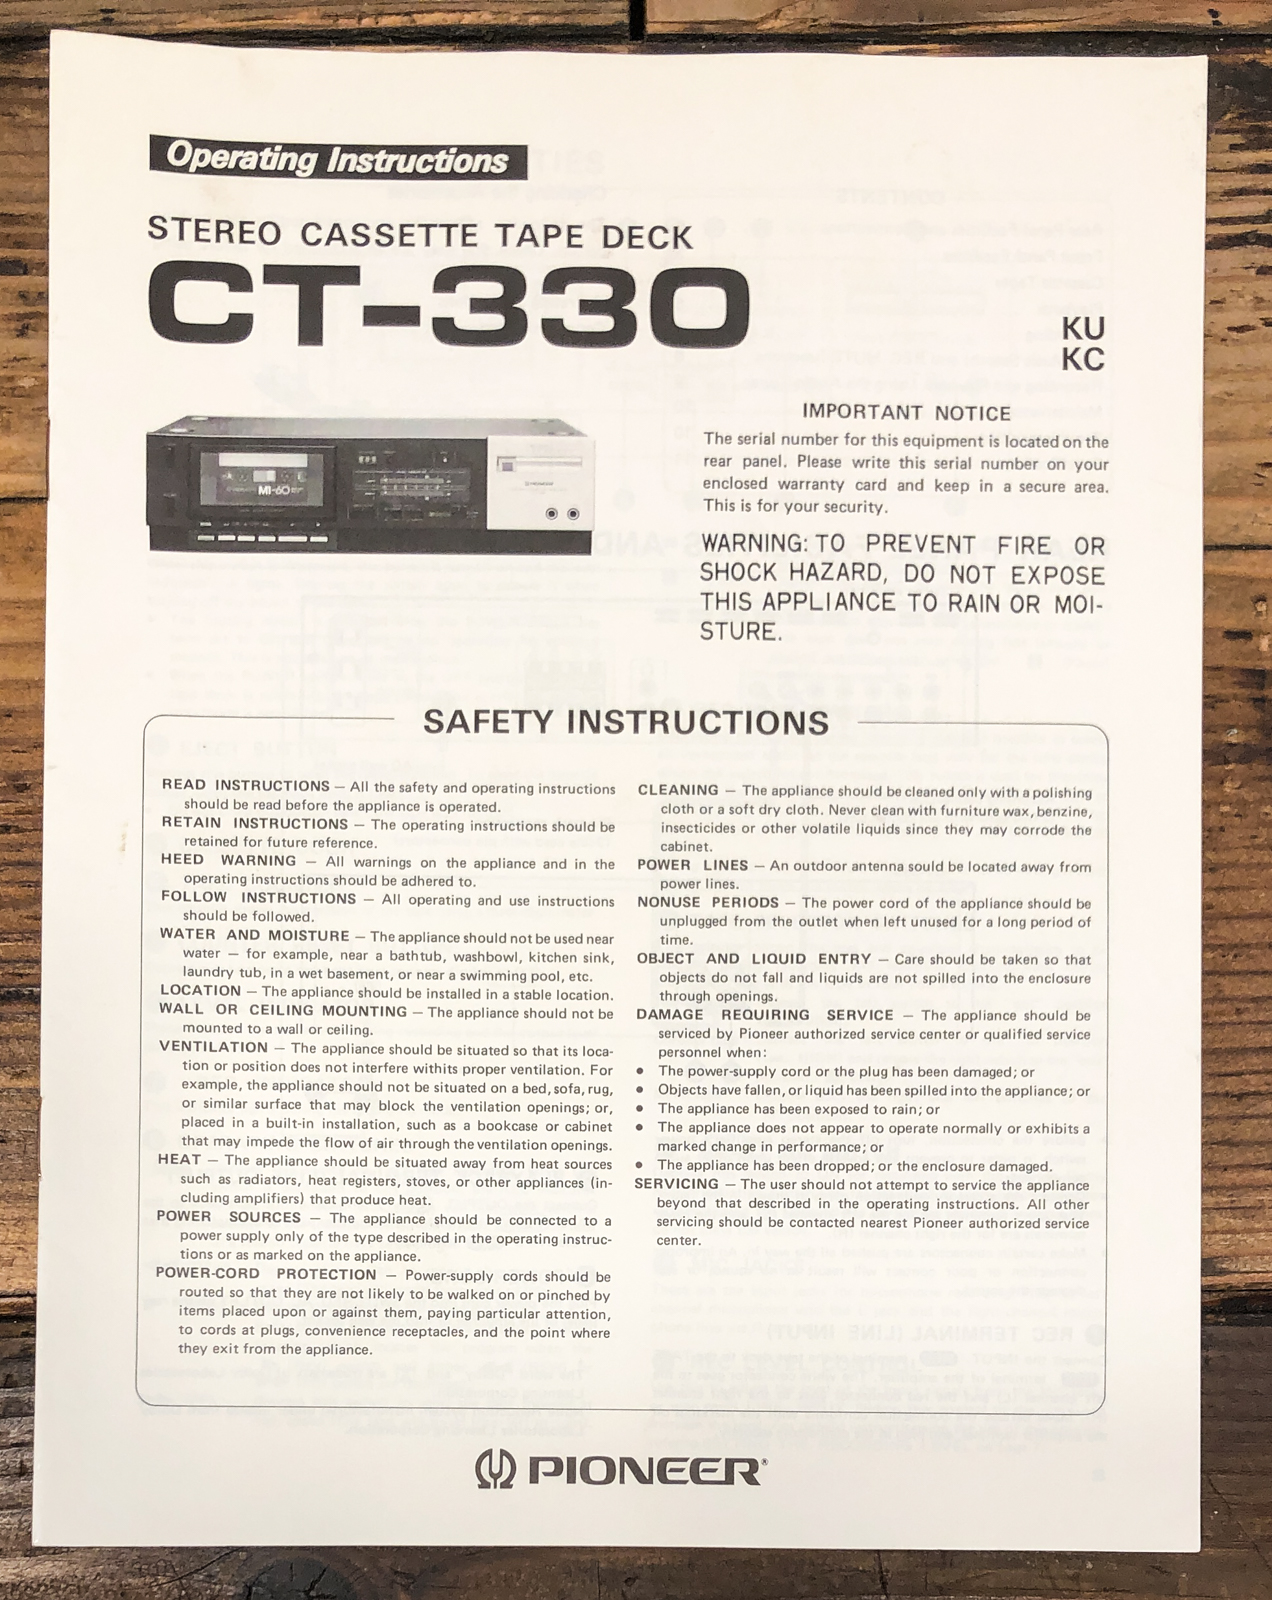 Operating Instructions
STEREO CASSETTE TAPE DECK
CT-330
KU
KC
MI-60
IMPORTANT NOTICE
The serial number for this equipment is located on the
rear panel. Please write this serial number on your
enclosed warranty card and keep in a secure area.
This is for your security.
WARNING: TO PREVENT FIRE OR
SHOCK HAZARD, DO NOT EXPOSE
THIS APPLIANCE TO RAIN OR MOI-
STURE.
SAFETY INSTRUCTIONS
READ INSTRUCTIONS — All the safety and operating instructions
should be read before the appliance is operated.
RETAIN INSTRUCTIONS — The operating instructions should be
retained for future reference.
HEED WARNING — All warnings on the appliance and in the
operating instructions should be adhered to.
FOLLOW INSTRUCTIONS — All operating and use instructions
should be followed.
WATER AND MOISTURE — The appliance should not be used near
water — for example, near a bathtub, washbowl, kitchen sink,
laundry tub, in a wet basement, or near a swimming pool, etc.
LOCATION — The appliance should be installed in a stable location.
WALL OR CEILING MOUNTING — The appliance should not be
mounted to a wall or ceiling.
VENTILATION — The appliance should be situated so that its loca-
tion or position does not interfere withits proper ventilation. For
example, the appliance should not be situated on a bed, sofa, rug,
or similar surface that may block the ventilation openings; or,
placed in a built-in installation, such as a bookcase or cabinet
that may impede the flow of air through the ventilation openings.
HEAT — The appliance should be situated away from heat sources
such as radiators, heat registers, stoves, or other appliances (in-
cluding amplifiers) that produce heat.
POWER SOURCES — The appliance should be connected to a
power supply only of the type described in the operating instruc-
tions or as marked on the appliance.
POWER-CORD PROTECTION — Power-supply cords should be
routed so that they are not likely to be walked on or pinched by
items placed upon or against them, paying particular attention,
to cords at plugs, convenience receptacles, and the point where
they exit from the appliance.
CLEANING — The appliance should be cleaned only with a polishing
cloth or a soft dry cloth. Never clean with furniture wax, benzine,
insecticides or other volatile liquids since they may corrode the
cabinet.
POWER LINES — An outdoor antenna sould be located away from
power lines.
NONUSE PERIODS — The power cord of the appliance should be
unplugged from the outlet when left unused for a long period of
time.
OBJECT AND LIQUID ENTRY — Care should be taken so that
objects do not fall and liquids are not spilled into the enclosure
through openings.
DAMAGE REQUIRING SERVICE — The appliance should be
serviced by Pioneer authorized service center or qualified service
personnel when:
• The power-supply cord or the plug has been damaged; or
• Objects have fallen, or liquid has been spilled into the appliance; or
• The appliance has been exposed to rain; or
• The appliance does not appear to operate normally or exhibits a
marked change in performance; or
• The appliance has been dropped; or the enclosure damaged.
SERVICING — The user should not attempt to service the appliance
beyond that described in the operating instructions. All other
servicing should be contacted nearest Pioneer authorized service
center.
PIONEER®